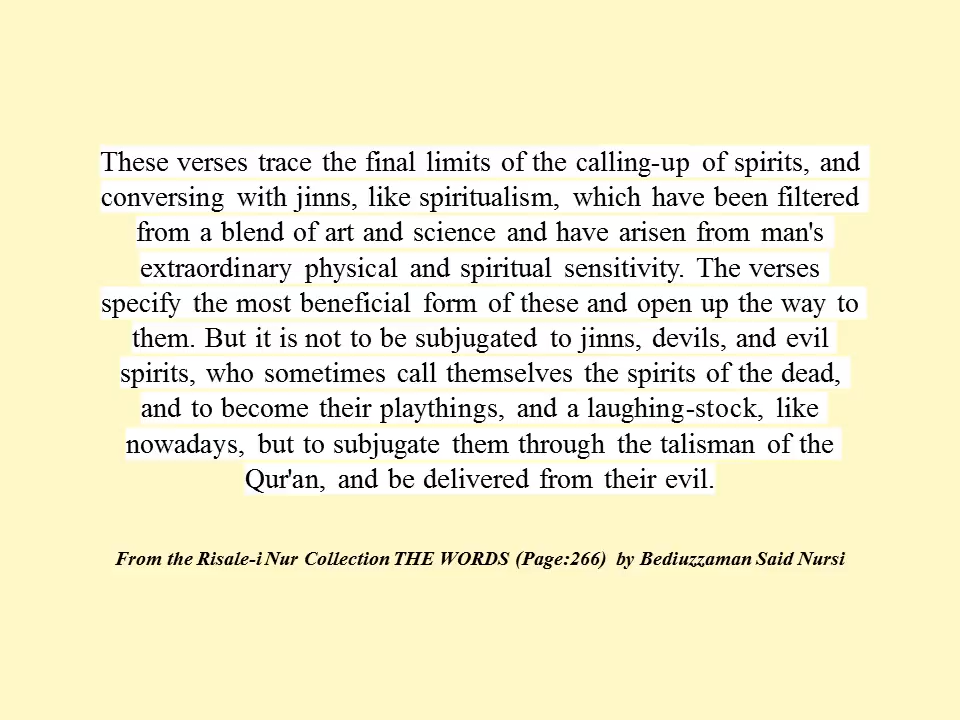 These verses trace the final limits of the calling-up of spirits, and
conversing with jinns, like spiritualism, which have been filtered
from a blend of art and science and have arisen from man's
extraordinary physical and spiritual sensitivity. The verses
specify the most beneficial form of these and open up the way to
them. But it is not to be subjugated to jinns, devils, and evil
spirits, who sometimes call themselves the spirits of the dead,
and to become their playthings, and a laughing-stock, like
nowadays, but to subjugate them through the talisman of the
Qur'an, and be delivered from their evil.
From the Risale-i Nur Collection THE WORDS (Page:266) by Bediuzzaman Said Nursi